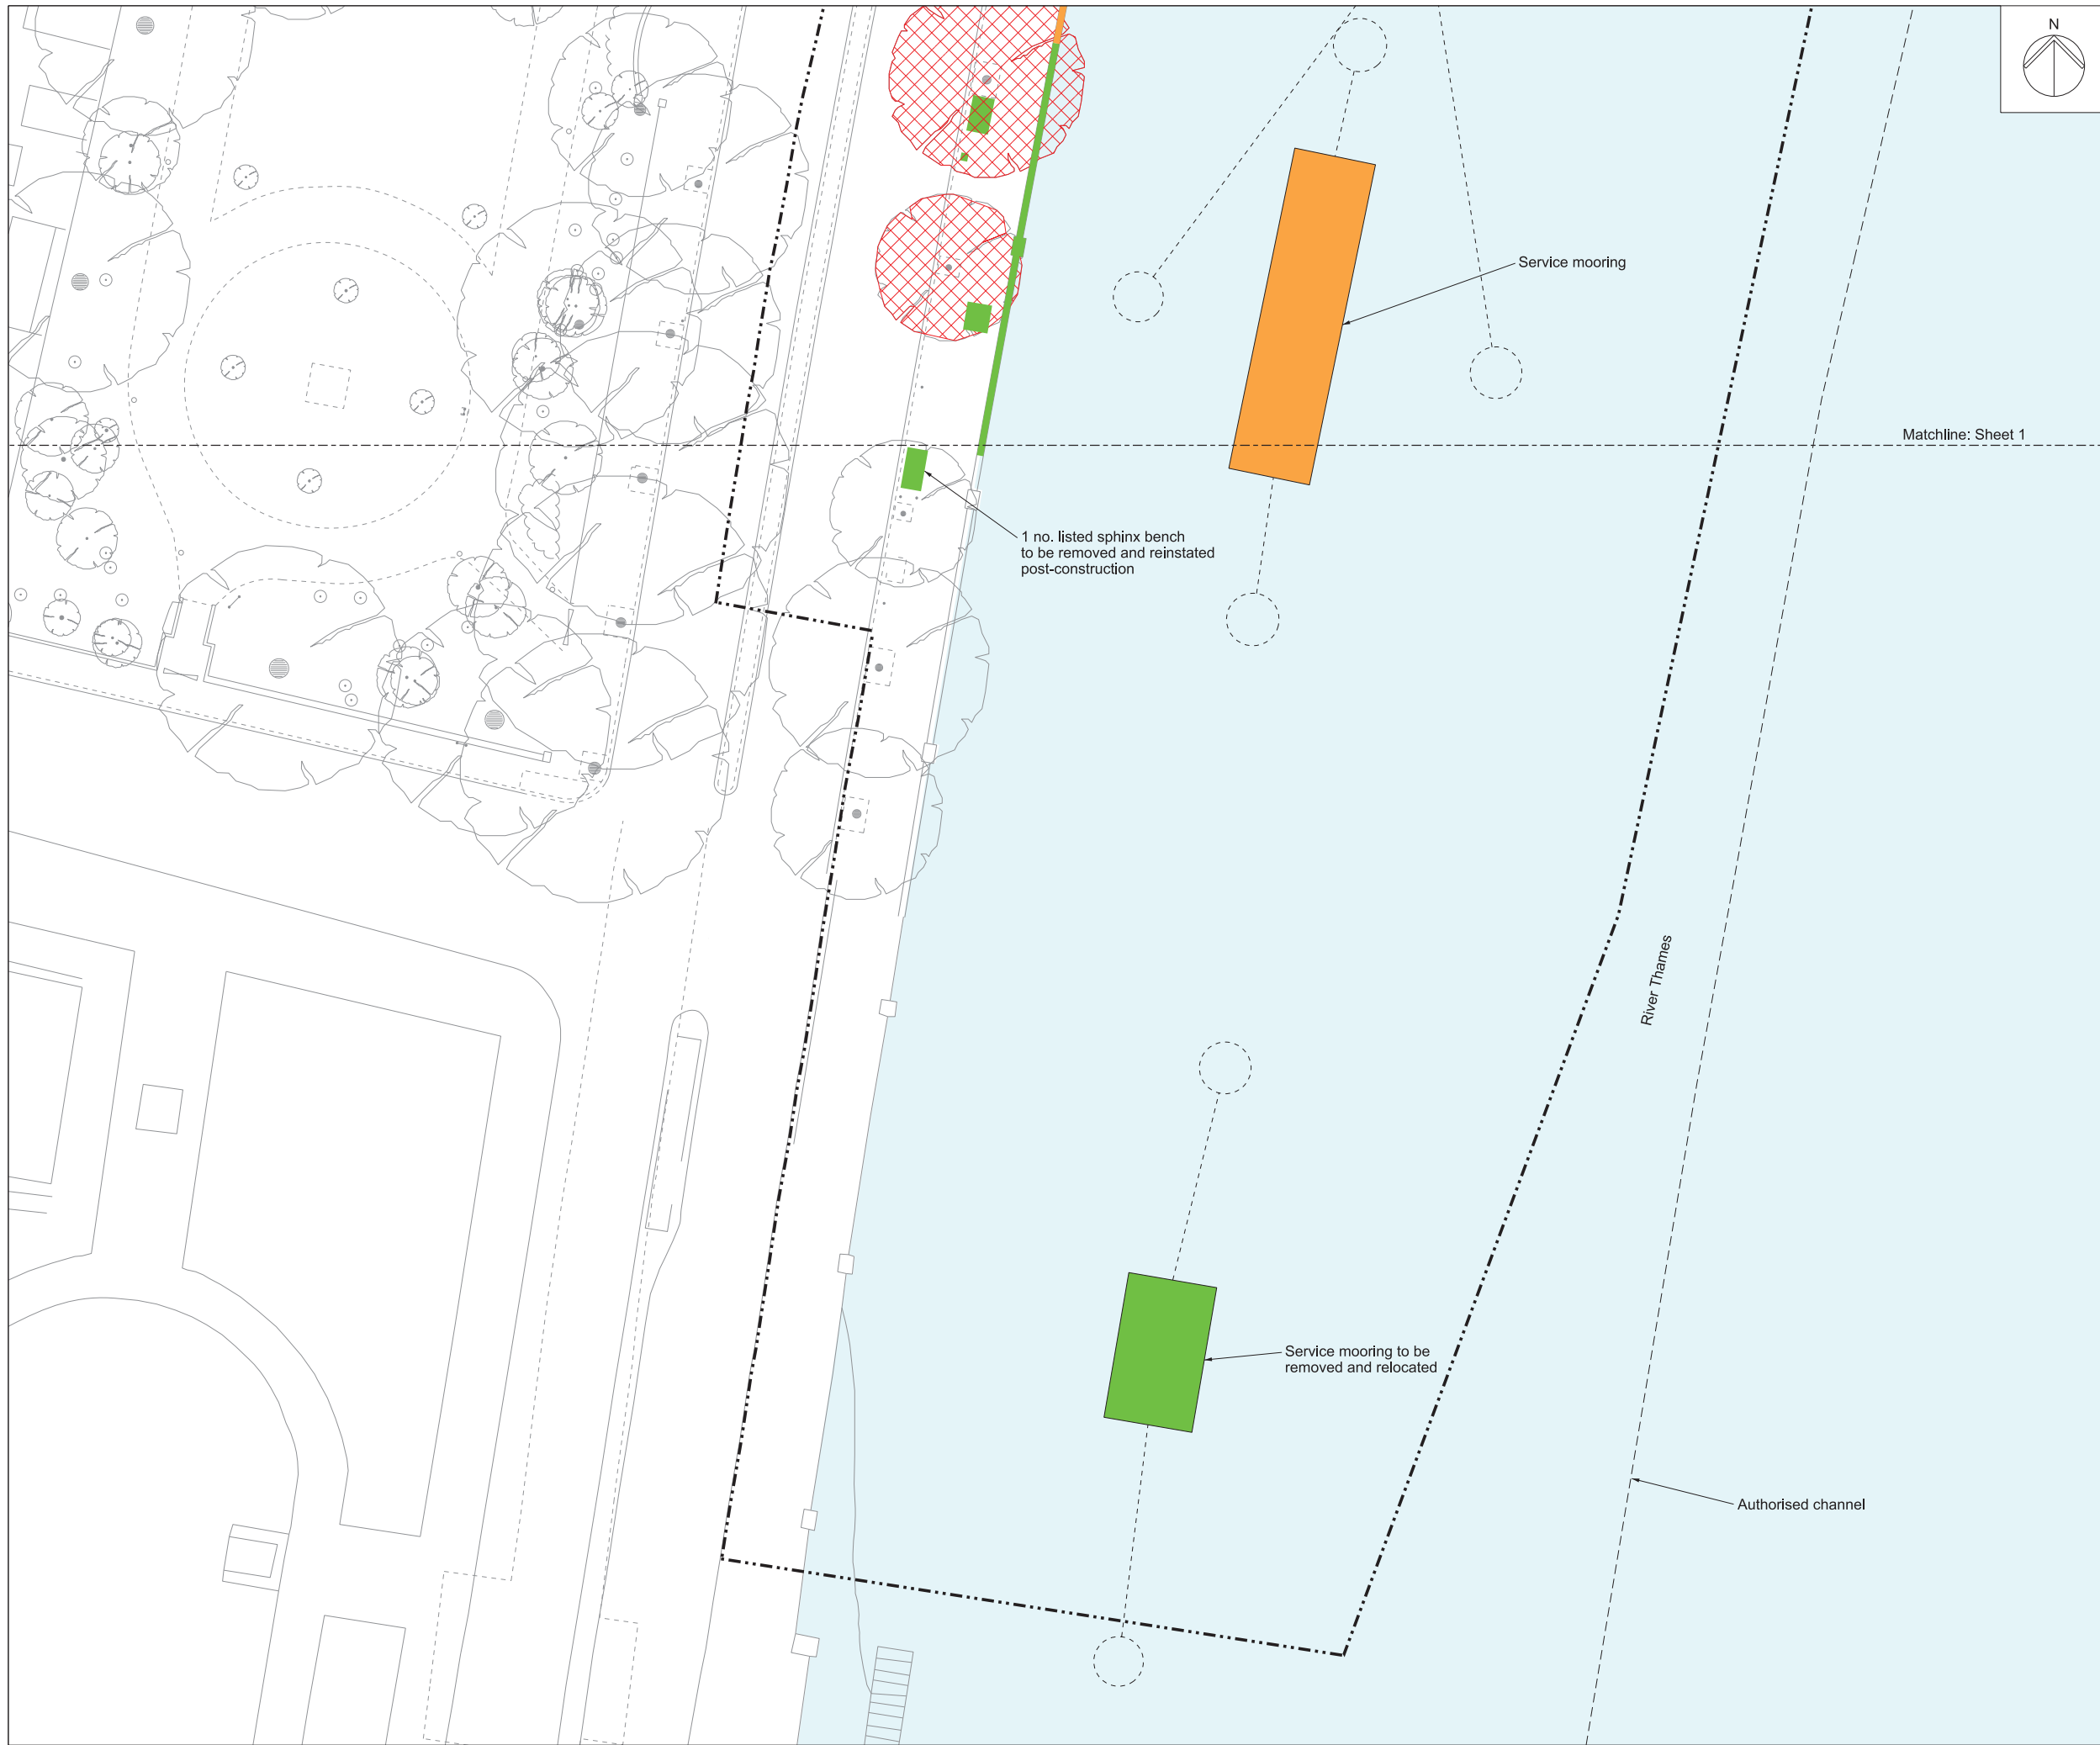 N
Service mooring
Matchline: Sheet 1
1 no. listed sphinx bench
to be removed and reinstated
post-construction
River Thames
Service mooring to be
removed and relocated
Authorised channel